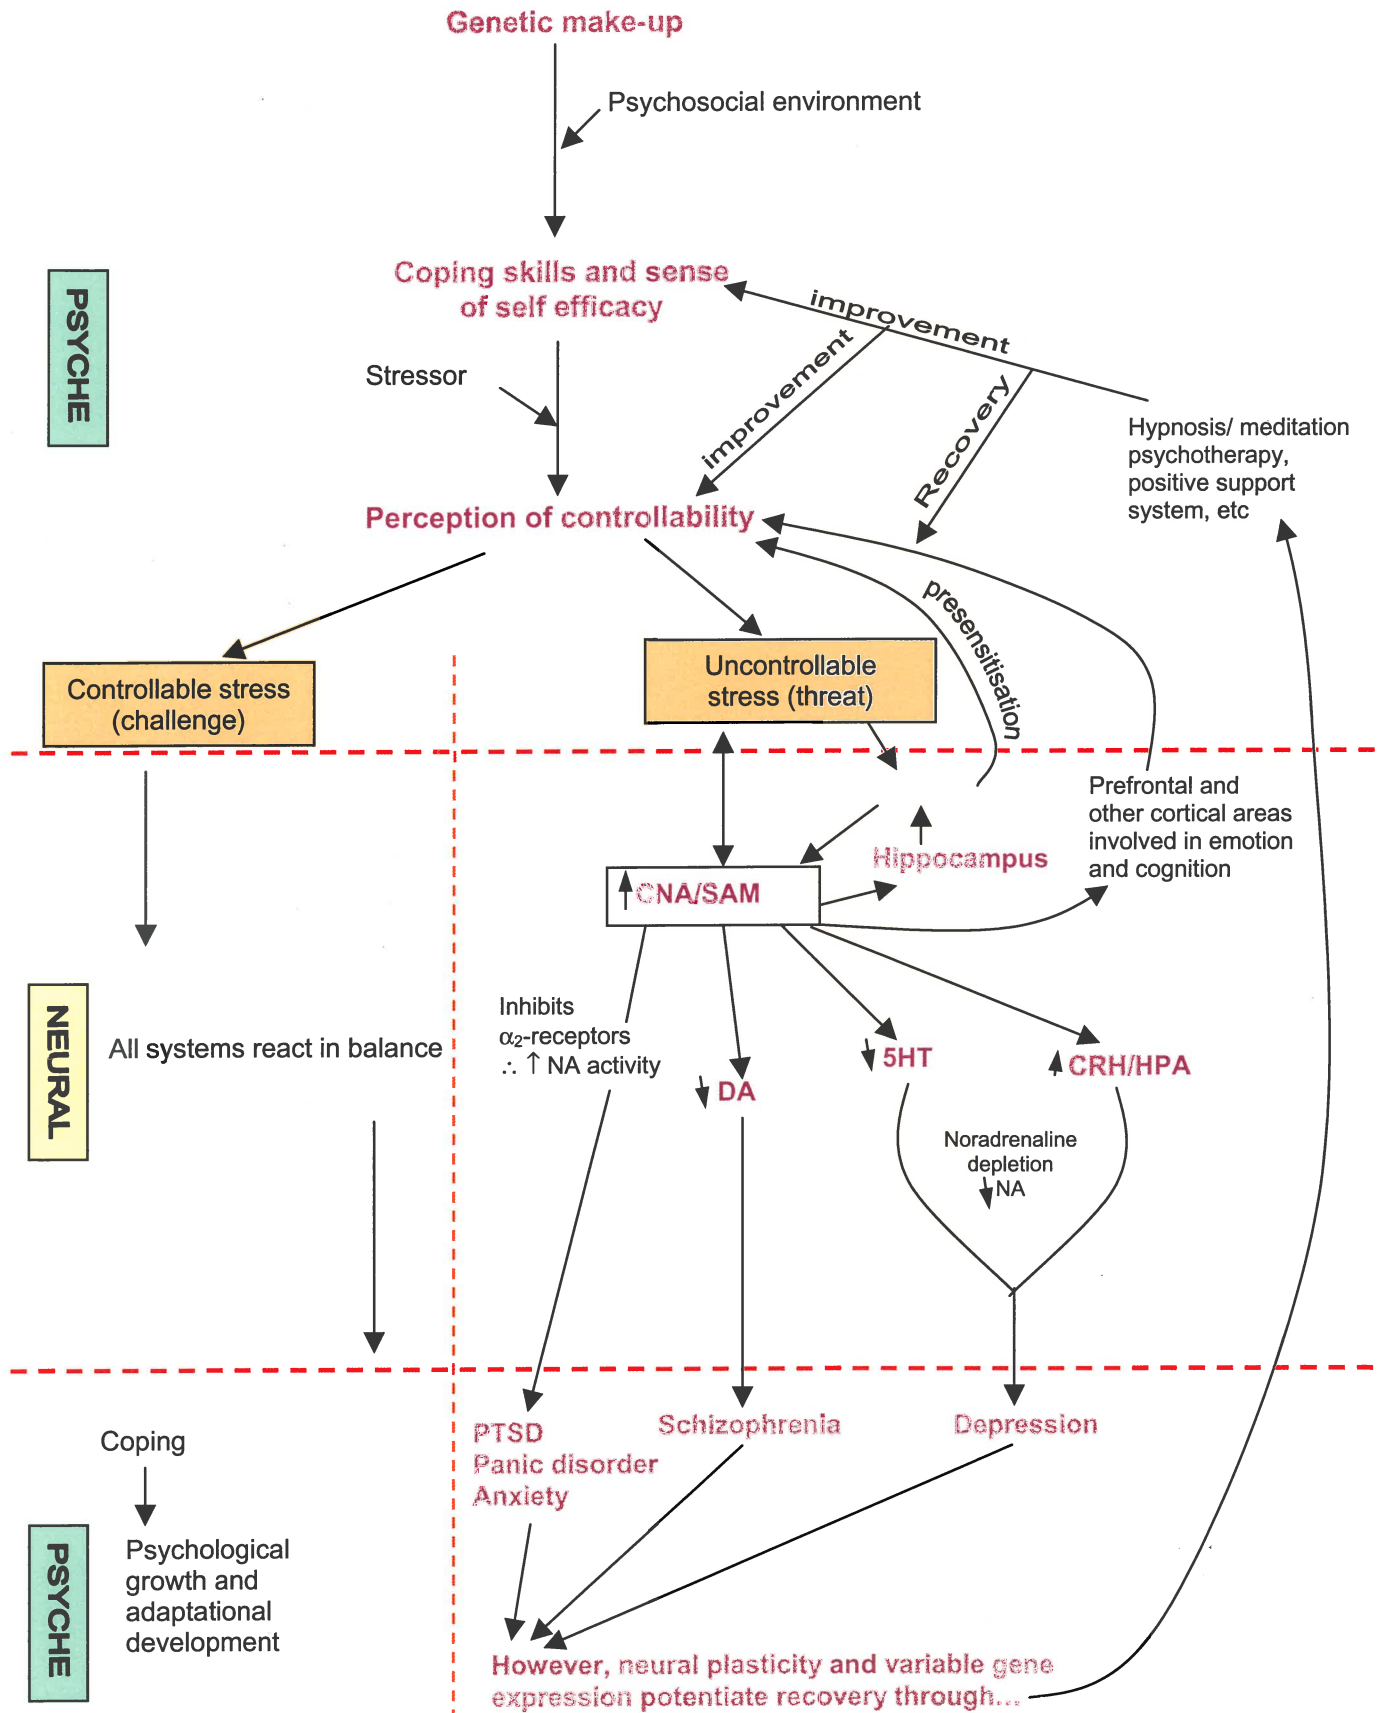 Genetic make-up
Psychosocial environment
PSYCHE
Coping skills and sense
of self efficacy
improvement
improvement
Recovery
Stressor
Hypnosis/ meditation
psychotherapy,
positive support
system, etc
Perception of controllability
presensitisation
Controllable stress
(challenge)
Uncontrollable
stress (threat)
Prefrontal and
other cortical areas
involved in emotion
and cognition
Hippocampus
↑ CNA/SAM
NEURAL
All systems react in balance
Inhibits
α2-receptors
∴ ↑ NA activity
↓ DA
↓ 5HT
↑ CRH/HPA
Noradrenaline
depletion
↓ NA
PSYCHE
Coping
Psychological
growth and
adaptational
development
PTSD
Panic disorder
Anxiety
Schizophrenia
Depression
However, neural plasticity and variable gene
expression potentiate recovery through...